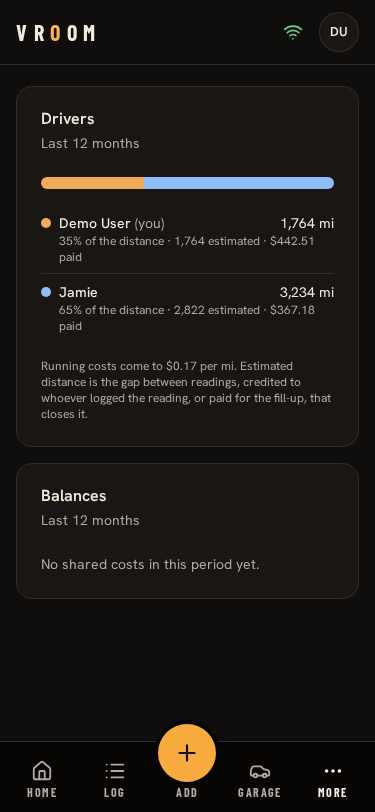 VROOM
DU
Drivers
Last 12 months
Demo User (you) 1,764 mi
35% of the distance · 1,764 estimated · $442.51
paid
Jamie 3,234 mi
65% of the distance · 2,822 estimated · $367.18
paid
Running costs come to $0.17 per mi. Estimated
distance is the gap between readings, credited to
whoever logged the reading, or paid for the fill-up, that
closes it.
Balances
Last 12 months
No shared costs in this period yet.
HOME LOG ADD GARAGE MORE